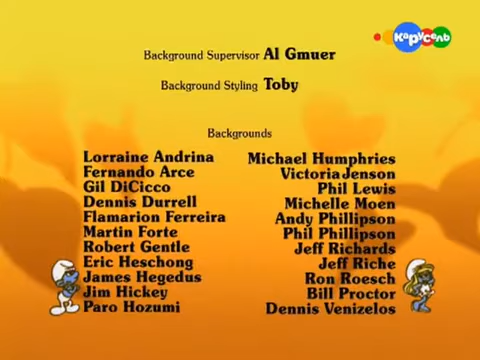 Карусель
Background Supervisor Al Gmuer
Background Styling Toby
Backgrounds
Lorraine Andrina
Fernando Arce
Gil DiCicco
Dennis Durrell
Flamarion Ferreira
Martin Forte
Robert Gentle
Eric Heschong
James Hegedus
Jim Hickey
Paro Hozumi
Michael Humphries
Victoria Jenson
Phil Lewis
Michelle Moen
Andy Phillipson
Phil Phillipson
Jeff Richards
Jeff Riche
Ron Roesch
Bill Proctor
Dennis Venizelos